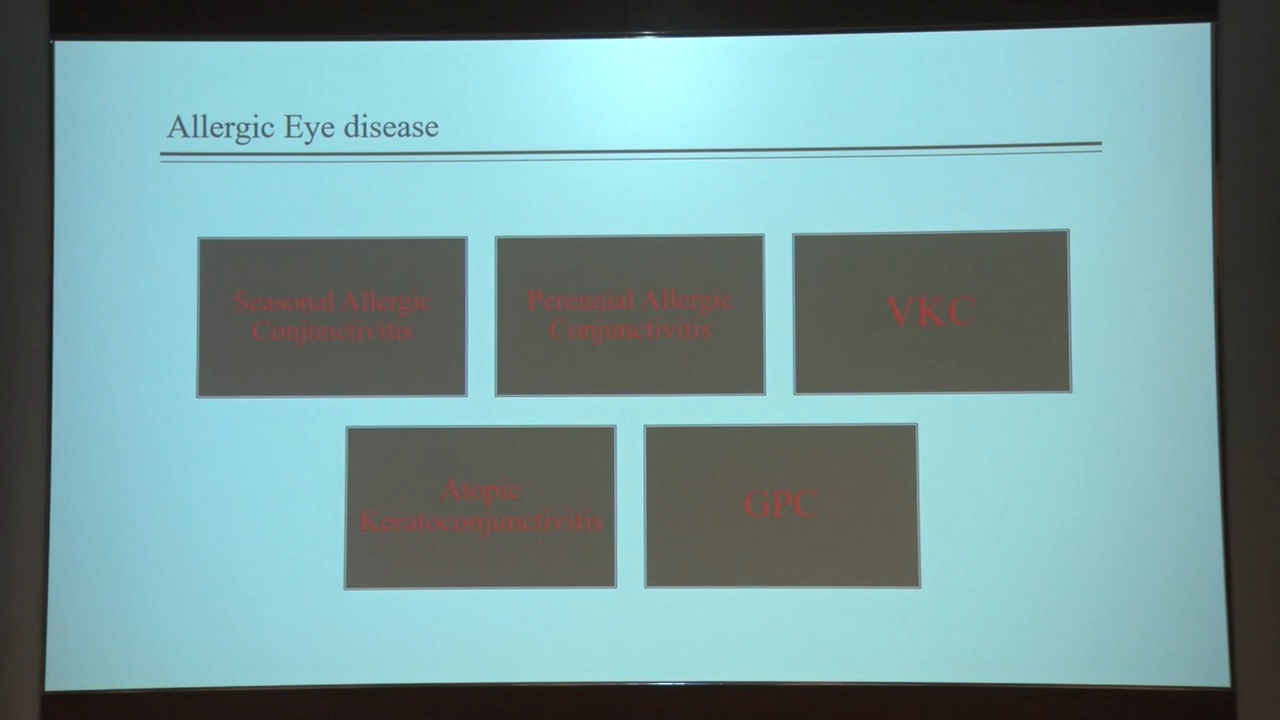 Allergic Eye disease
Seasonal Allergic
Conjunctivitis
Perennial Allergic
Conjunctivitis
VKC
Atopic
Keratoconjunctivitis
GPC